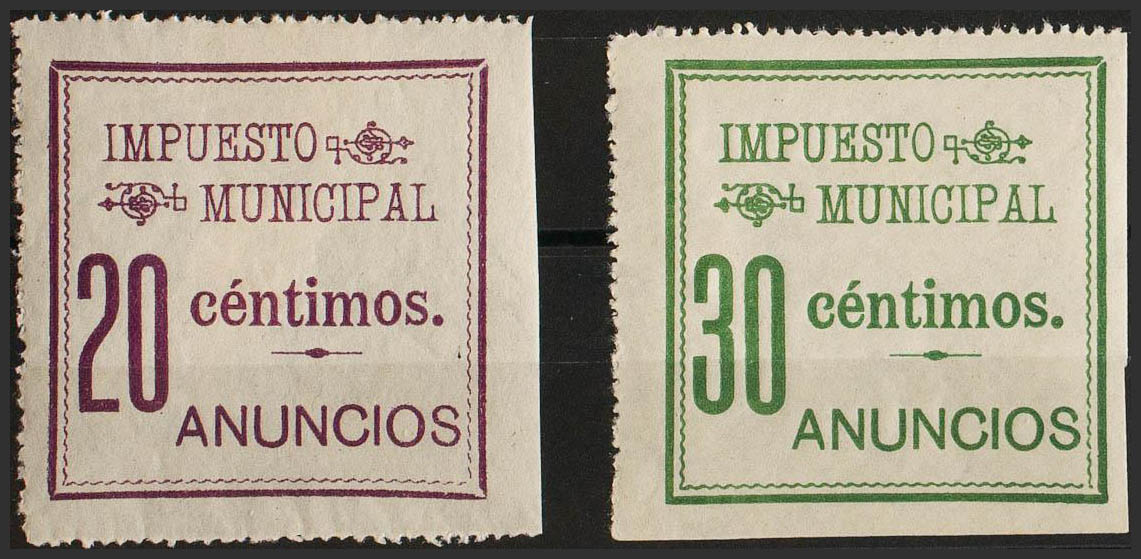 IMPUESTO
MUNICIPAL
20 céntimos.
ANUNCIOS
IMPUESTO
MUNICIPAL
30 céntimos.
ANUNCIOS